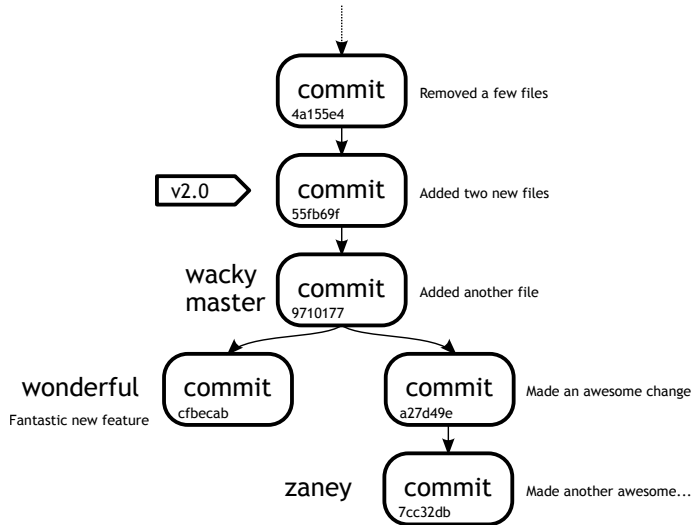 commit
4a155e4
Removed a few files
v2.0
commit
55fb69f
Added two new files
wacky
master
commit
9710177
Added another file
wonderful
Fantastic new feature
commit
cfbecab
commit
a27d49e
Made an awesome change
zaney
commit
7cc32db
Made another awesome...